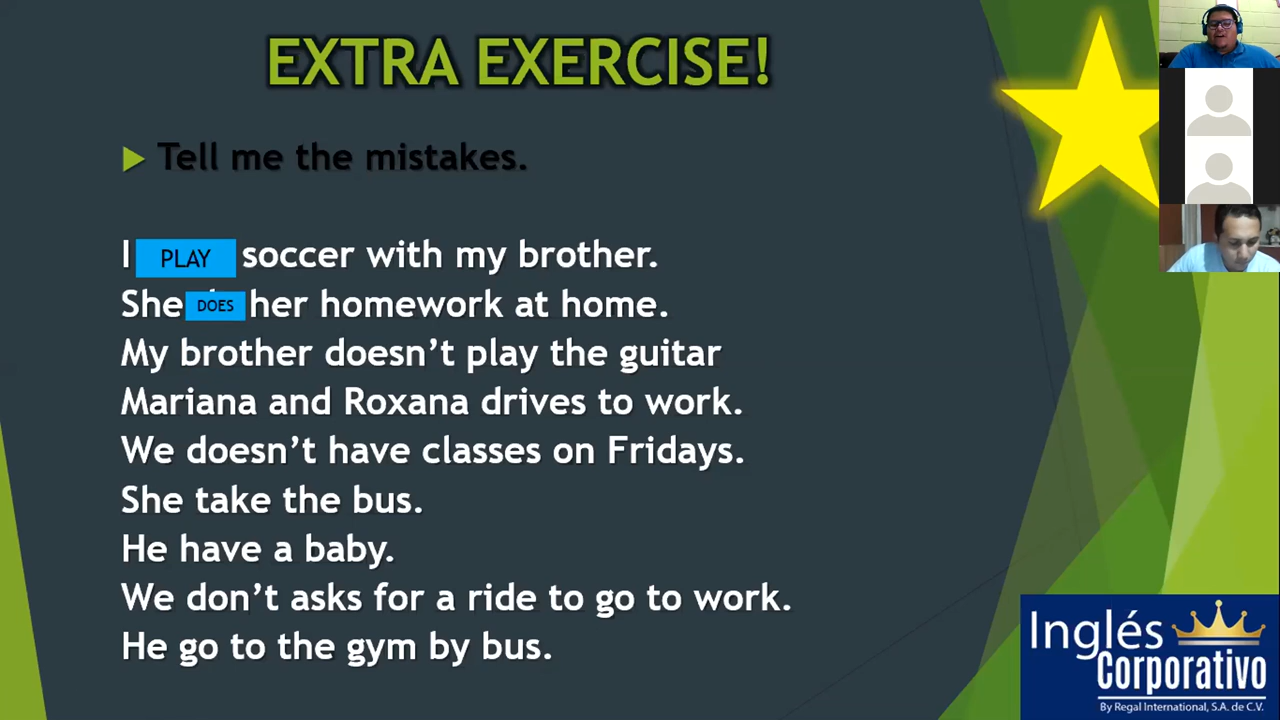 EXTRA EXERCISE!
Tell me the mistakes.
I PLAY soccer with my brother.
She DOES her homework at home.
My brother doesn't play the guitar
Mariana and Roxana drives to work.
We doesn't have classes on Fridays.
She take the bus.
He have a baby.
We don't asks for a ride to go to work.
He go to the gym by bus.
Inglés
Corporativo
By Regal International, S.A. de C.V.